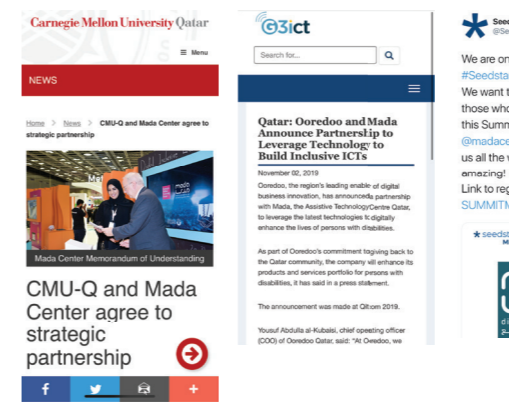 Carnegie Mellon University Qatar
≡ Menu
NEWS
Home > News > CMU-Q and Mada Center agree to
strategic partnership
Mada Center Memorandum of Understanding
CMU-Q and Mada
Center agree to
strategic
partnership
G3ict
Search for...
Qatar: Ooredoo and Mada
Announce Partnership to
Leverage Technology to
Build Inclusive ICTs
November 02, 2019
Ooredoo, the region's leading enable of digital
business innovation, has announced a partnership
with Mada, the Assistive Technology Centre Qatar,
to leverage the latest technologies to digitally
enhance the lives of persons with disabilities.
As part of Ooredoo's commitment to giving back to
the Qatar community, the company will enhance its
products and services portfolio for persons with
disabilities, it has said in a press statement.
The announcement was made at Qitcom 2019.
Yousuf Abdulla al-Kubaisi, chief operating officer
(COO) of Ooredoo Qatar, said: "At Ooredoo, we
Seed
@See
We are on
#Seedsta
We want t
those who
this Summ
@madace
us all the w
amazing!
Link to reg
SUMMITM
seedst